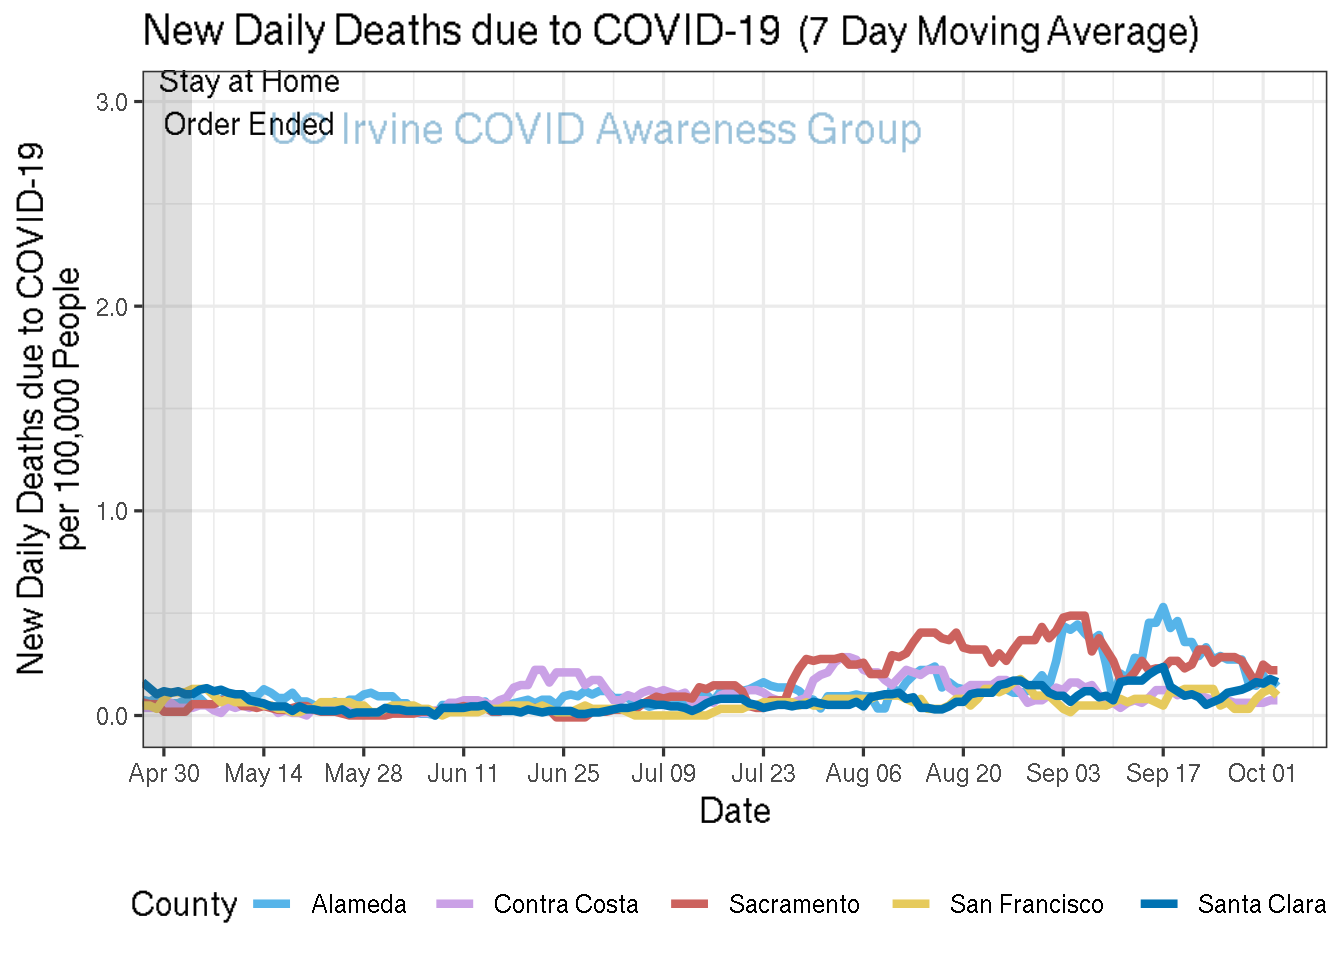 New Daily Deaths due to COVID-19 (7 Day Moving Average)
Stay at Home
Order Ended
UC Irvine COVID Awareness Group
New Daily Deaths due to COVID-19
per 100,000 People
3.0
2.0
1.0
0.0
Apr 30 May 14 May 28 Jun 11 Jun 25 Jul 09 Jul 23 Aug 06 Aug 20 Sep 03 Sep 17 Oct 01
Date
County Alameda Contra Costa Sacramento San Francisco Santa Clara